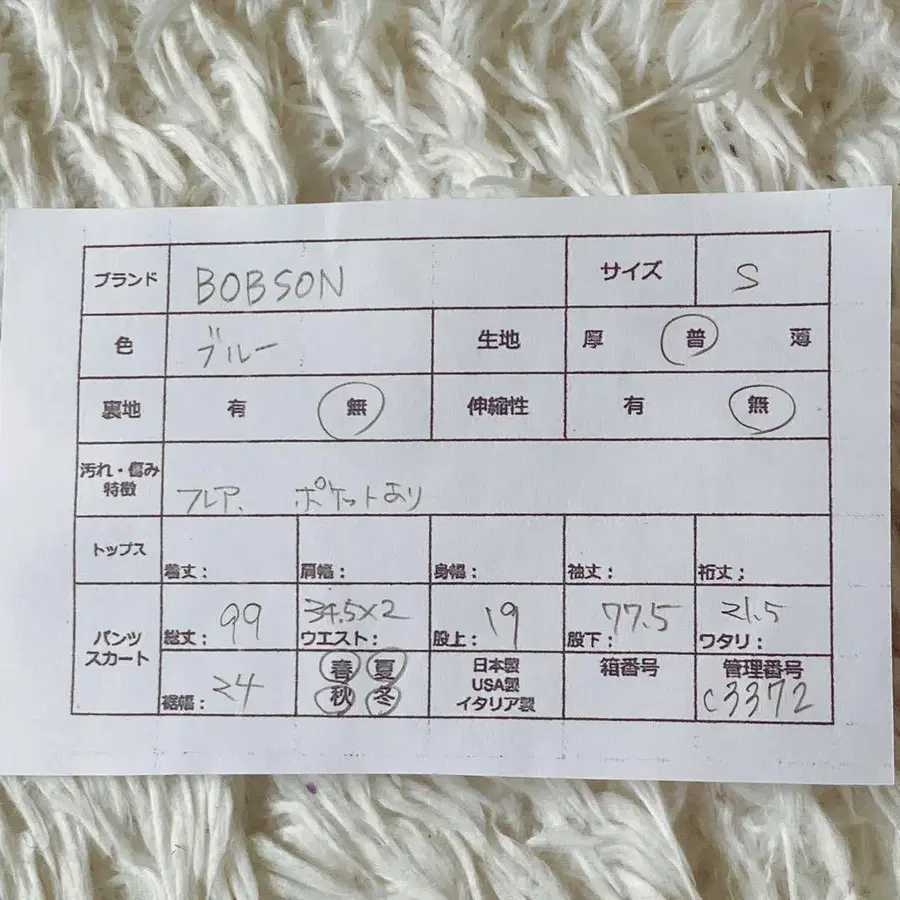 ブランド BOBSON サイズ S
色 ブルー 生地 厚 普 薄
裏地 有 無 伸縮性 有 無
汚れ・傷み
特徴 フレア. ポケットあり
トップス 着丈： 肩幅： 身幅： 袖丈： 裄丈；
パンツ
スカート 総丈： 99 34.5×2 ウエスト： 股上： 19 77.5 股下： 21.5 ワタリ：
裾幅： 24 春 夏 日本製 箱番号 管理番号
秋 冬 USA製 C3372
イタリア製